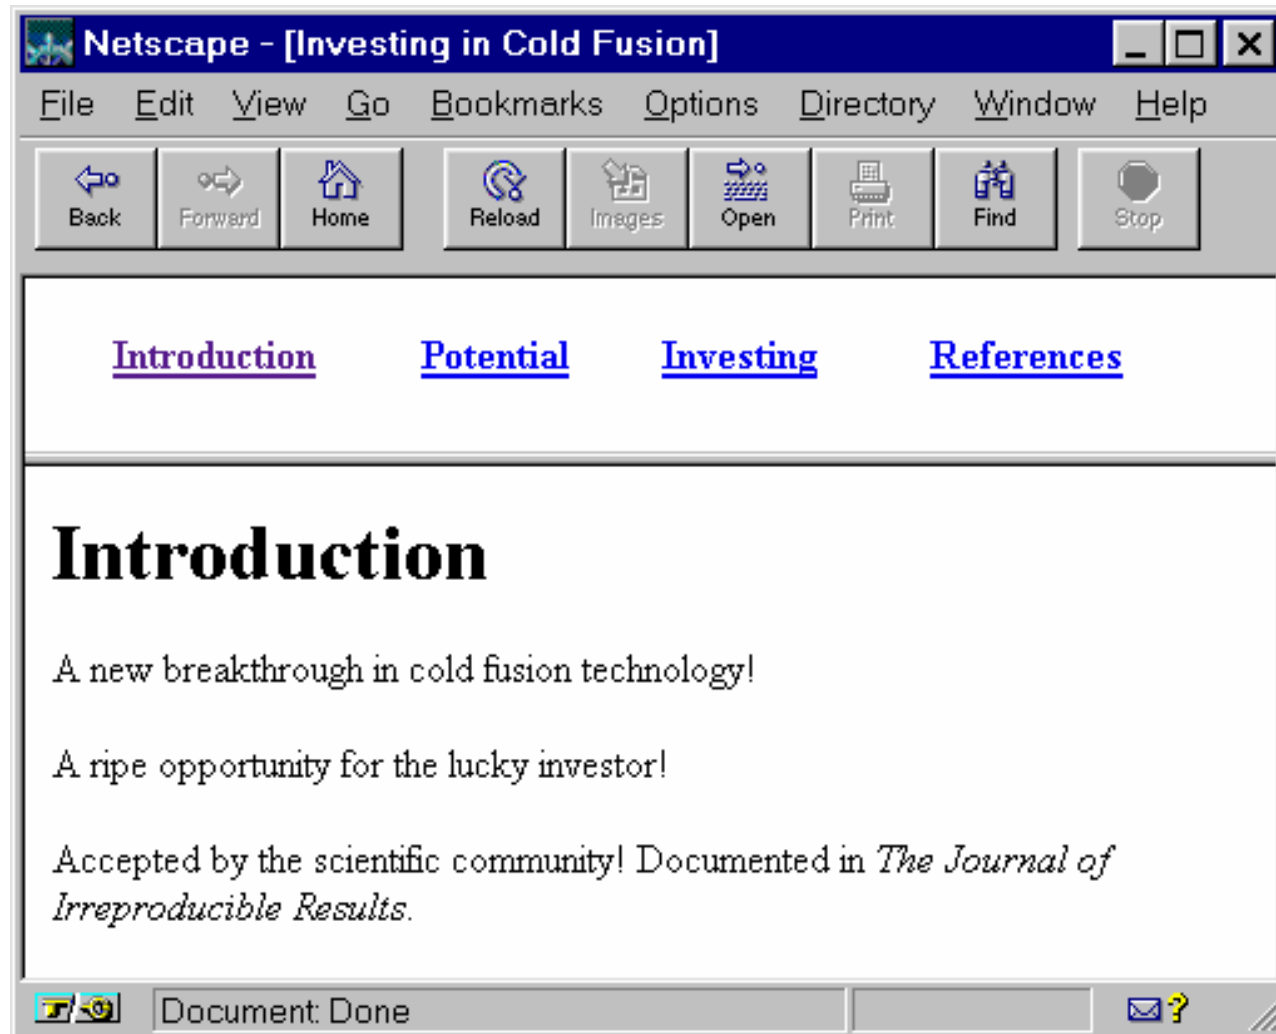 Netscape - [Investing in Cold Fusion]
File Edit View Go Bookmarks Options Directory Window Help
Back Forward Home Reload Images Open Print Find Stop
Introduction Potential Investing References
Introduction
A new breakthrough in cold fusion technology!
A ripe opportunity for the lucky investor!
Accepted by the scientific community! Documented in The Journal of
Irreproducible Results.
Document: Done